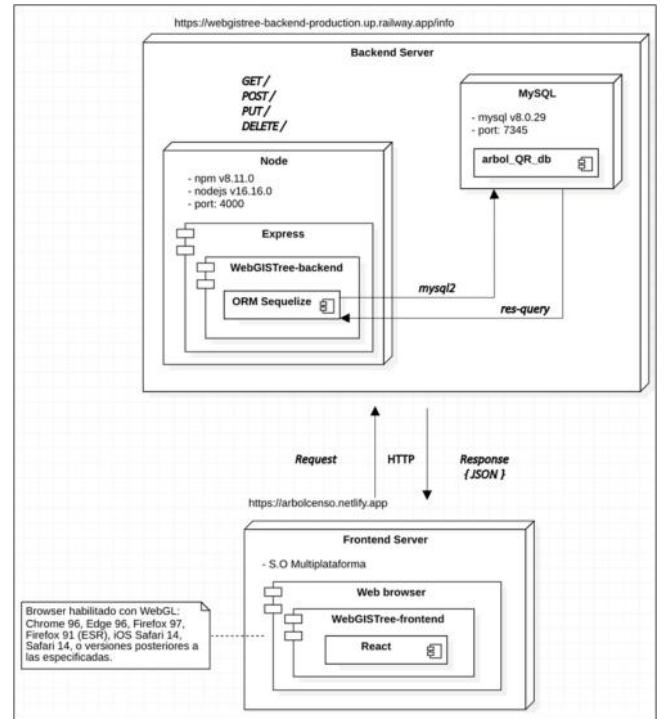 https://webgistree-backend-production.up.railway.app/info
Backend Server
GET /
POST /
PUT /
DELETE /
MySQL
- mysql v8.0.29
- port: 7345
arbol_QR_db
Node
- npm v8.11.0
- nodejs v16.16.0
- port: 4000
Express
WebGISTree-backend
ORM Sequelize
mysql2
res-query
Request
HTTP
Response
{ JSON }
https://arbolcenso.netlify.app
Frontend Server
- S.O Multiplataforma
Web browser
WebGISTree-frontend
React
Browser habilitado con WebGL:
Chrome 96, Edge 96, Firefox 97,
Firefox 91 (ESR), iOS Safari 14,
Safari 14, o versiones posteriores a
las especificadas.